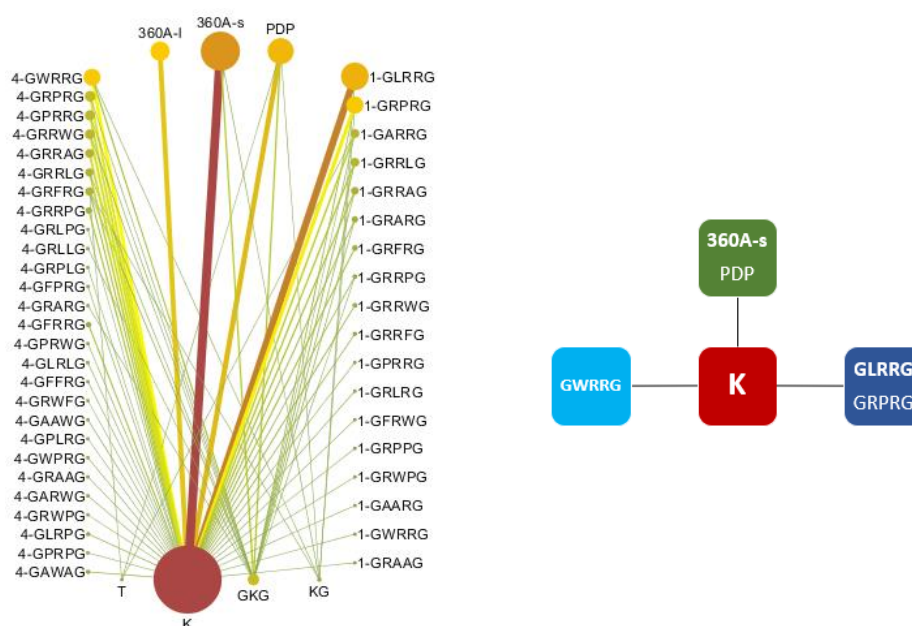 360A-l
360A-s
PDP
4-GWRRG
4-GRPRG
4-GPRRG
4-GRRWG
4-GRRAG
4-GRRLG
4-GRFRG
4-GRRPG
4-GRLPG
4-GRLLG
4-GRPLG
4-GFPRG
4-GRARG
4-GFRRG
4-GPRWG
4-GLRLG
4-GFFRG
4-GRWFG
4-GAAWG
4-GPLRG
4-GWPRG
4-GRAAG
4-GARWG
4-GRWPG
4-GLRPG
4-GPRPG
4-GAWAG
1-GLRRG
1-GRPRG
1-GARRG
1-GRRLG
1-GRRAG
1-GRARG
1-GRFRG
1-GRRPG
1-GRRWG
1-GRRFG
1-GPRRG
1-GRLRG
1-GFRWG
1-GRPPG
1-GRWPG
1-GAARG
1-GWRRG
1-GRAAG
T
K
GKG
KG
360A-s
PDP
GWRRG
K
GLRRG
GRPRG